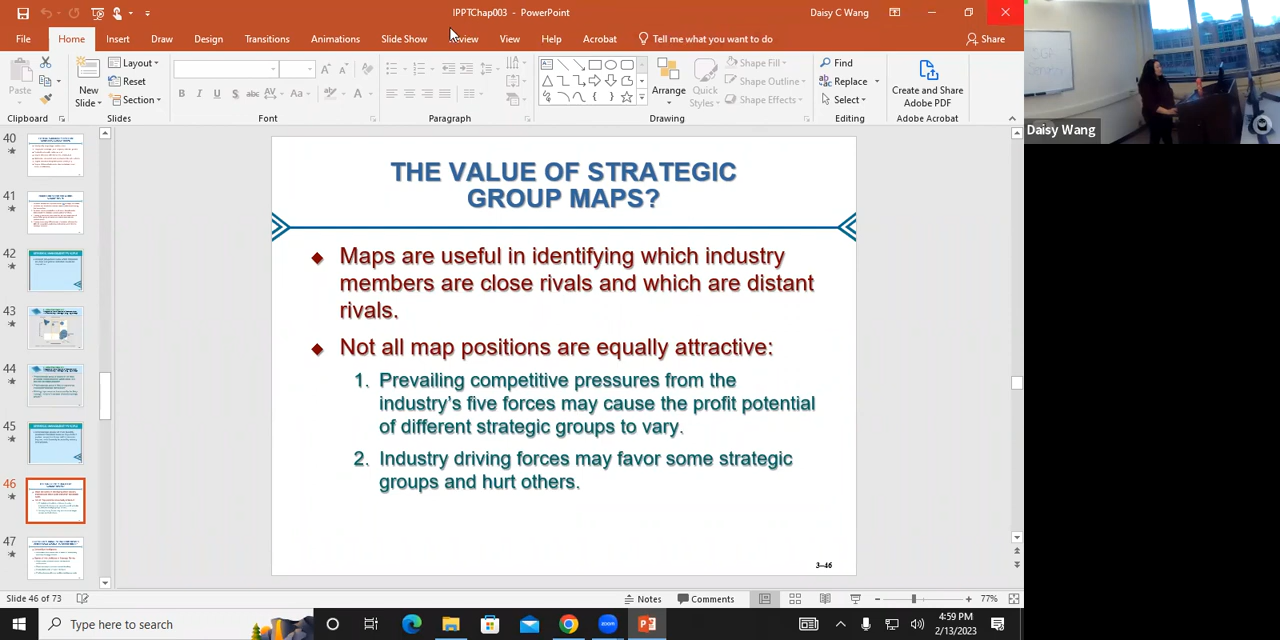 IPPTChap003 - PowerPoint
Daisy C Wang
File Home Insert Draw Design Transitions Animations Slide Show Review View Help Acrobat Tell me what you want to do Share
Paste
New
Slide
Layout
Reset
Section
B I U S abc AV Aa A
Arrange
Quick
Styles
Shape Fill
Shape Outline
Shape Effects
Find
Replace
Select
Create and Share
Adobe PDF
Clipboard Slides Font Paragraph Drawing Editing Adobe Acrobat
Daisy Wang
40
41
42
43
44
45
46
47
THE VALUE OF STRATEGIC
GROUP MAPS?
Maps are useful in identifying which industry
members are close rivals and which are distant
rivals.
Not all map positions are equally attractive:
1. Prevailing competitive pressures from the
industry's five forces may cause the profit potential
of different strategic groups to vary.
2. Industry driving forces may favor some strategic
groups and hurt others.
3–46
Slide 46 of 73
Notes Comments
77%
Type here to search
4:59 PM
2/13/2023